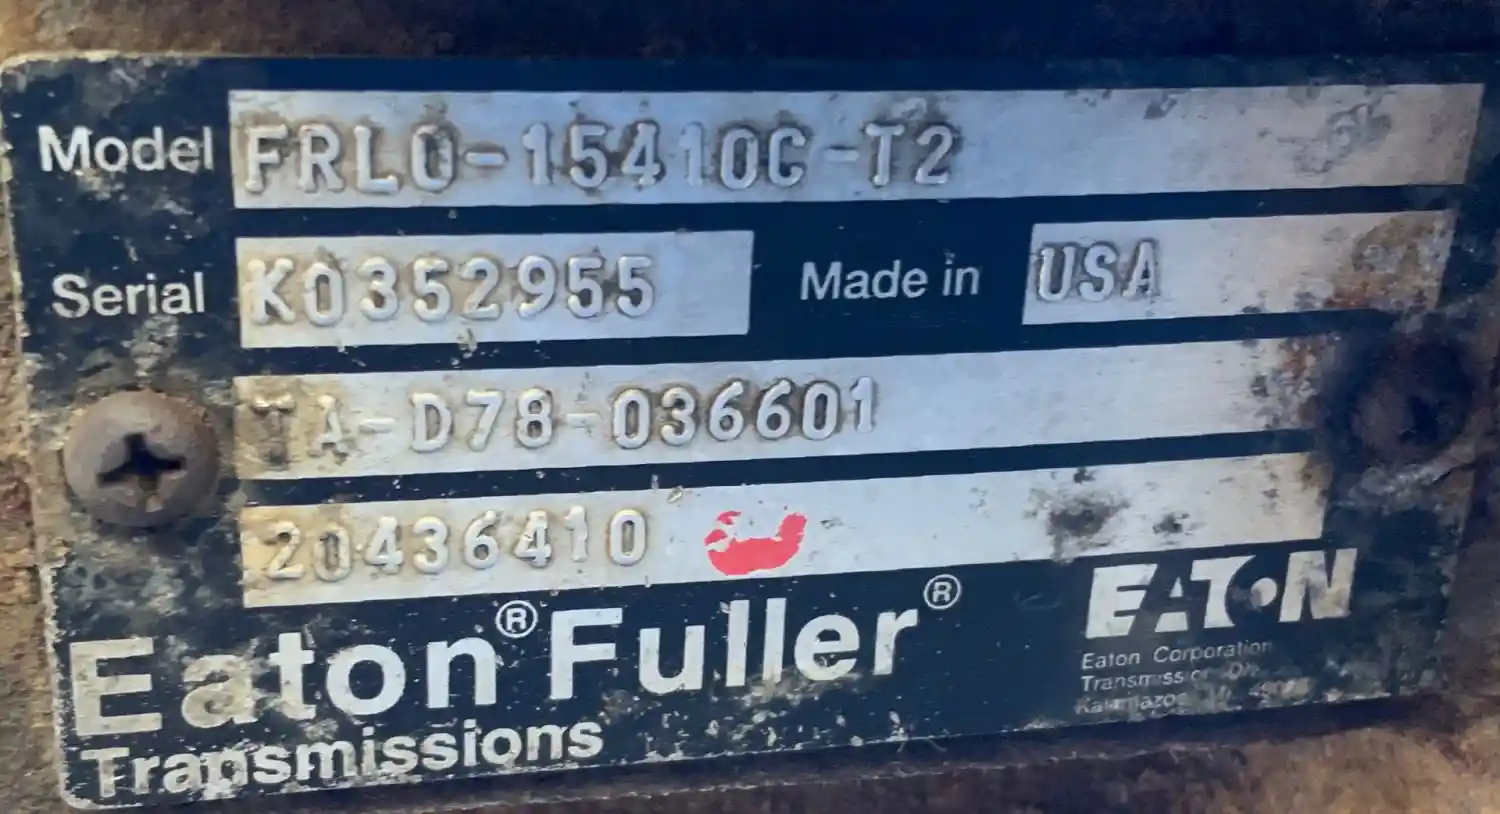 Model FRLO-15410C-T2
Serial K0352955 Made in USA
TA-D78-036601
20436410
Eaton® Fuller®
Transmissions
EATON
Eaton Corporation